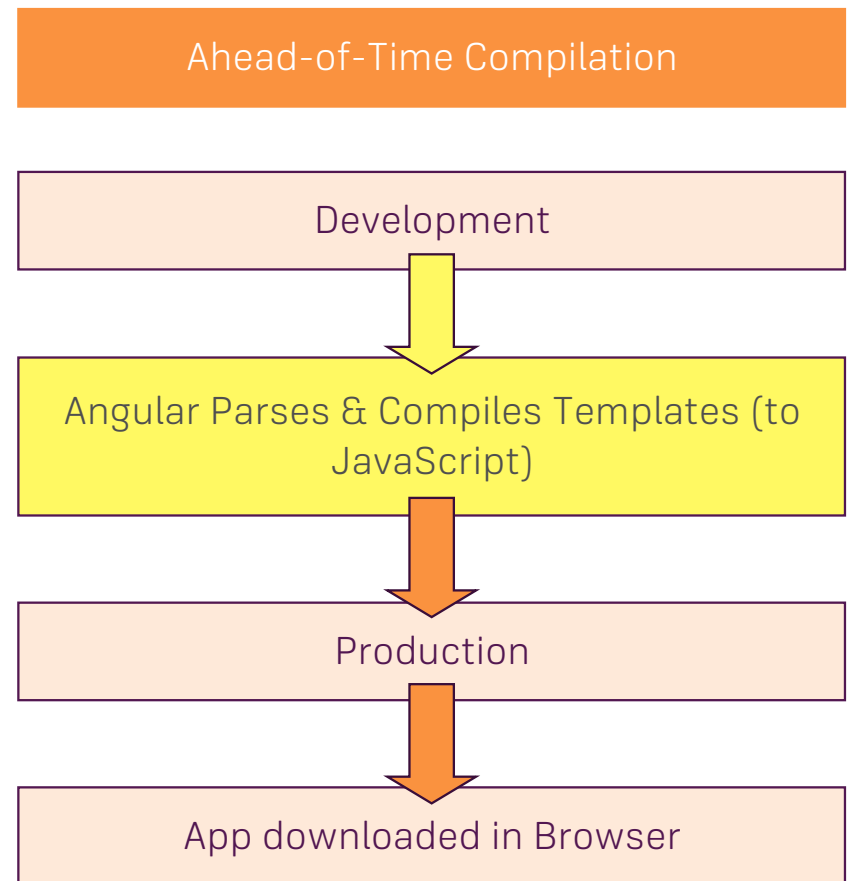 Ahead-of-Time Compilation
Development
Angular Parses & Compiles Templates (to
JavaScript)
Production
App downloaded in Browser